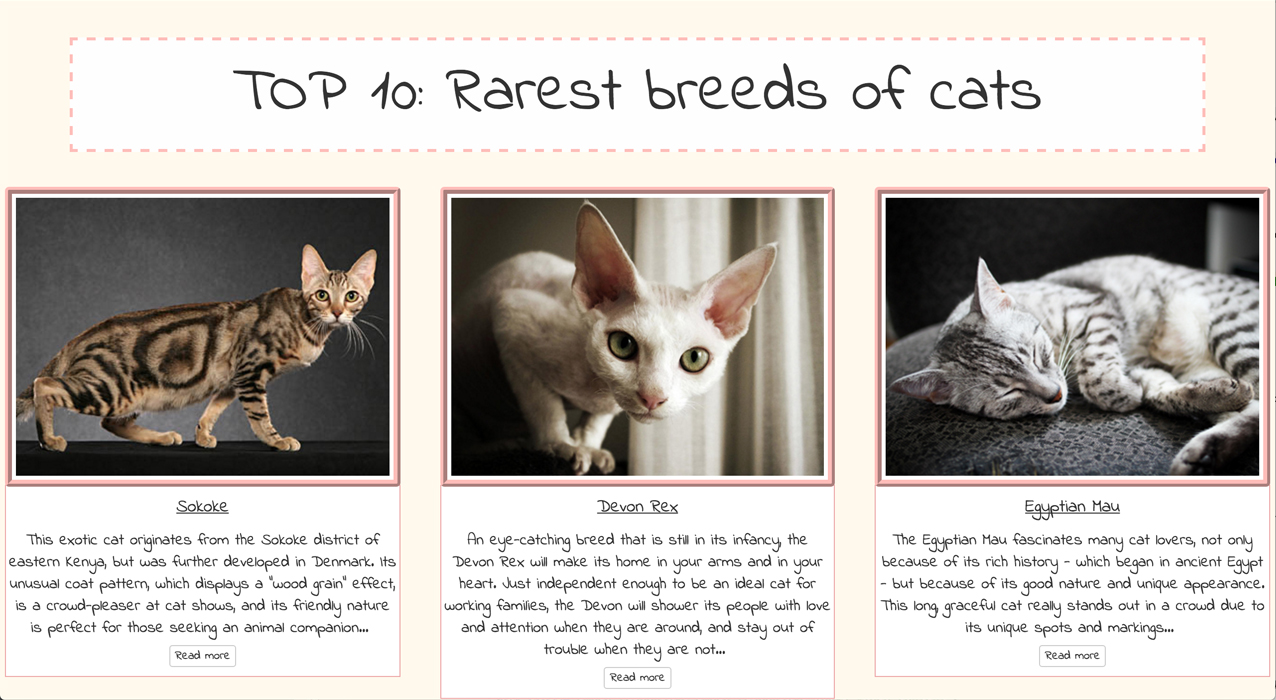 TOP 10: Rarest breeds of cats
Sokoke
This exotic cat originates from the Sokoke district of
eastern Kenya, but was further developed in Denmark. Its
unusual coat pattern, which displays a "wood grain" effect,
is a crowd-pleaser at cat shows, and its friendly nature
is perfect for those seeking an animal companion...
Read more
Devon Rex
An eye-catching breed that is still in its infancy, the
Devon Rex will make its home in your arms and in your
heart. Just independent enough to be an ideal cat for
working families, the Devon will shower its people with love
and attention when they are around, and stay out of
trouble when they are not...
Read more
Egyptian Mau
The Egyptian Mau fascinates many cat lovers, not only
because of its rich history - which began in ancient Egypt
- but because of its good nature and unique appearance.
This long, graceful cat really stands out in a crowd due to
its unique spots and markings...
Read more